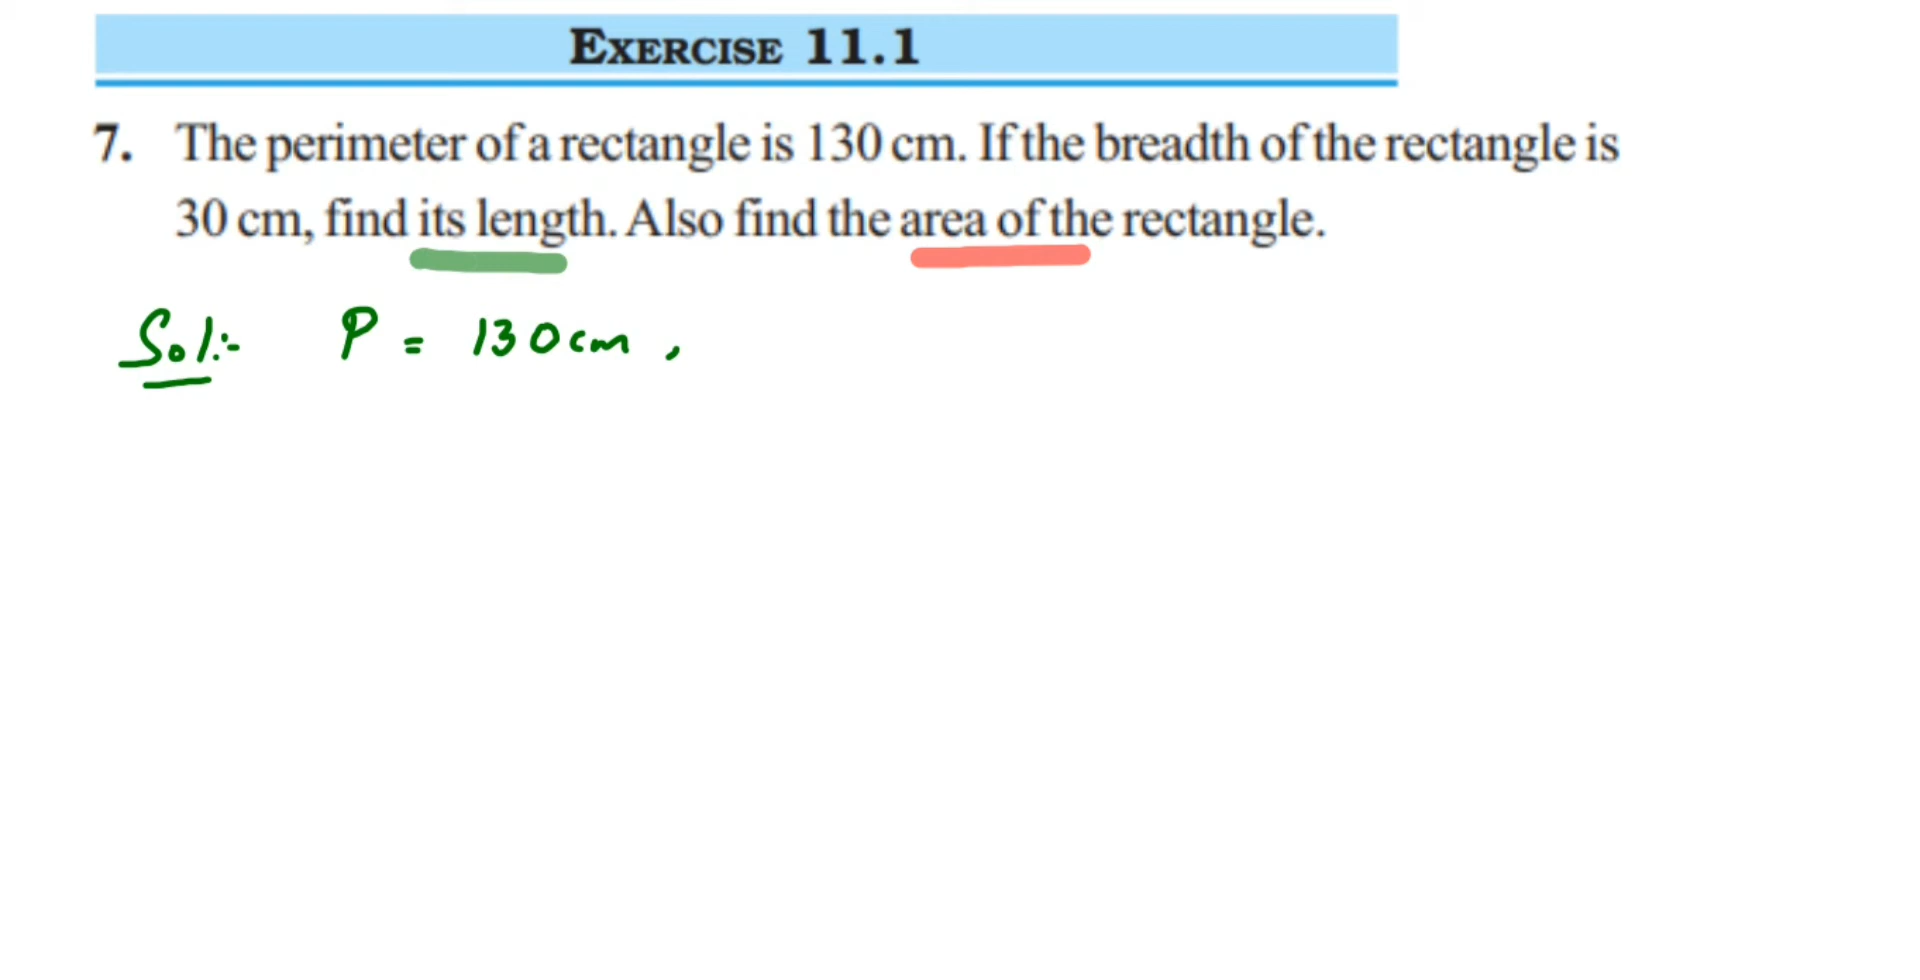 EXERCISE 11.1
7. The perimeter of a rectangle is 130 cm. If the breadth of the rectangle is
30 cm, find its length. Also find the area of the rectangle.
Sol:- P = 130cm,